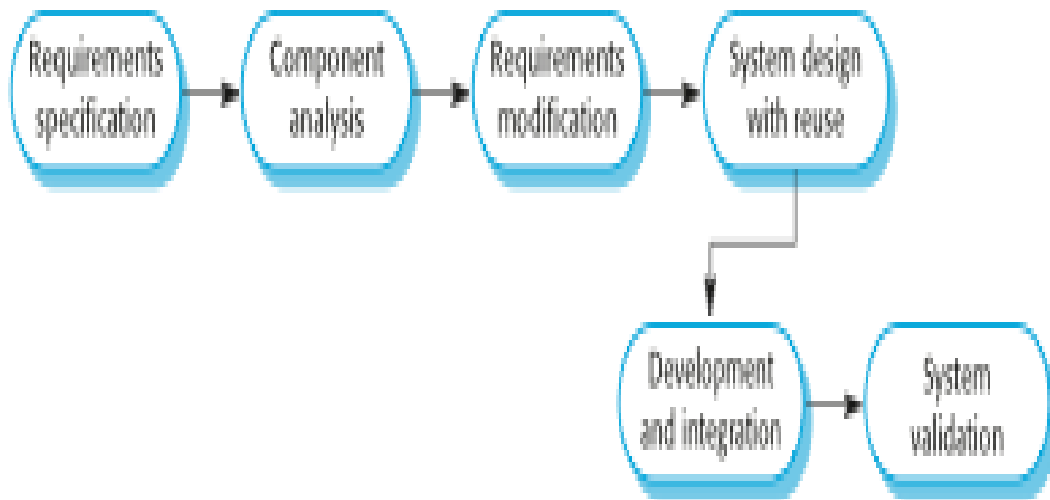 Requirements
specification
Component
analysis
Requirements
modification
System design
with reuse
Development
and integration
System
validation